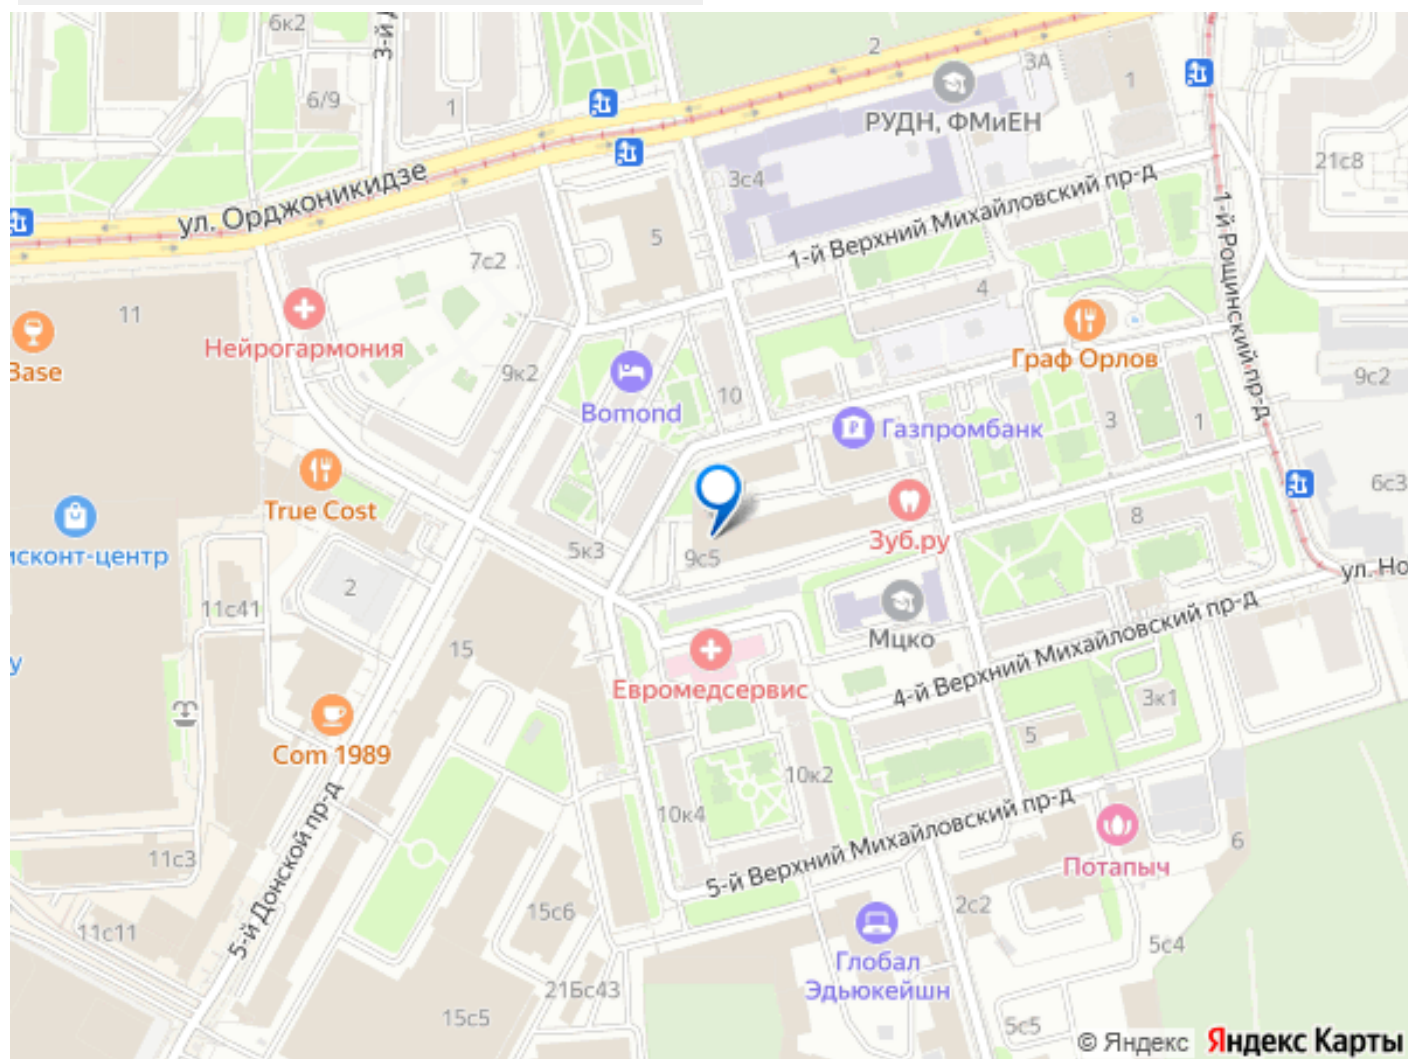 6к2
3-й
2
3А
1
6/9
1
РУДН, ФМиЕН
21с8
3с4
ул. Орджоникидзе
1-й Верхний Михайловский пр-д
1-й Рощинский пр-д
5
7с2
4
11
Нейрогармония
Base
Граф Орлов
9к2
9с2
10
Bomond
3
1
Газпромбанк
True Cost
6с3
8
исконт-центр
5к3
9с5
Зуб.ру
ул. Но
2
11с41
Мцко
15
4-й Верхний Михайловский пр-д
у
Евромедсервис
3к1
5
Com 1989
10к2
5-й Донской пр-д
10к4
5-й Верхний Михайловский пр-д
6
11с3
Потапыч
15с6
2с2
11с11
5с4
Глобал
Эдьюкейшн
21Бс43
15с5
5с5
© Яндекс Яндекс Карты